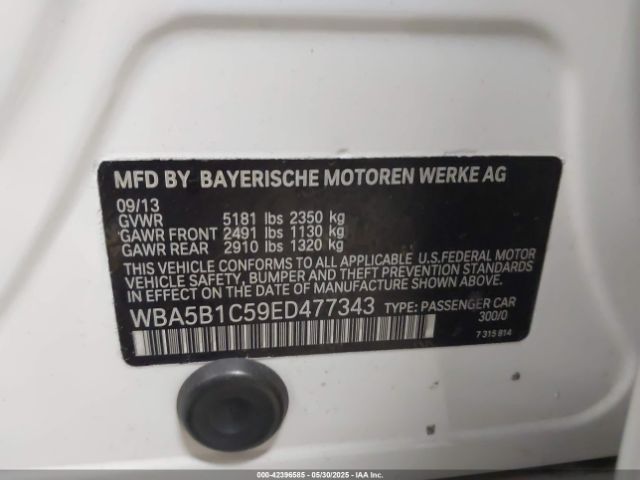 MFD BY BAYERISCHE MOTOREN WERKE AG
09/13
GVWR 5181 lbs 2350 kg
GAWR FRONT 2491 lbs 1130 kg
GAWR REAR 2910 lbs 1320 kg
THIS VEHICLE CONFORMS TO ALL APPLICABLE U.S.FEDERAL MOTOR
VEHICLE SAFETY, BUMPER AND THEFT PREVENTION STANDARDS
IN EFFECT ON THE DATE OF MANUFACTURE SHOWN ABOVE.
WBA5B1C59ED477343 TYPE: PASSENGER CAR
300/0
7 315 814
000-42396585 - 05/30/2025 - IAA Inc.